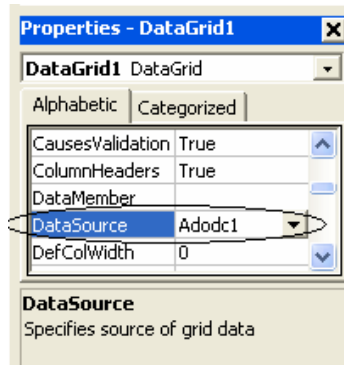 Properties - DataGrid1
DataGrid1 DataGrid
Alphabetic Categorized
CausesValidation True
ColumnHeaders True
DataMember
DataSource Adodc1
DefColWidth 0
DataSource
Specifies source of grid data